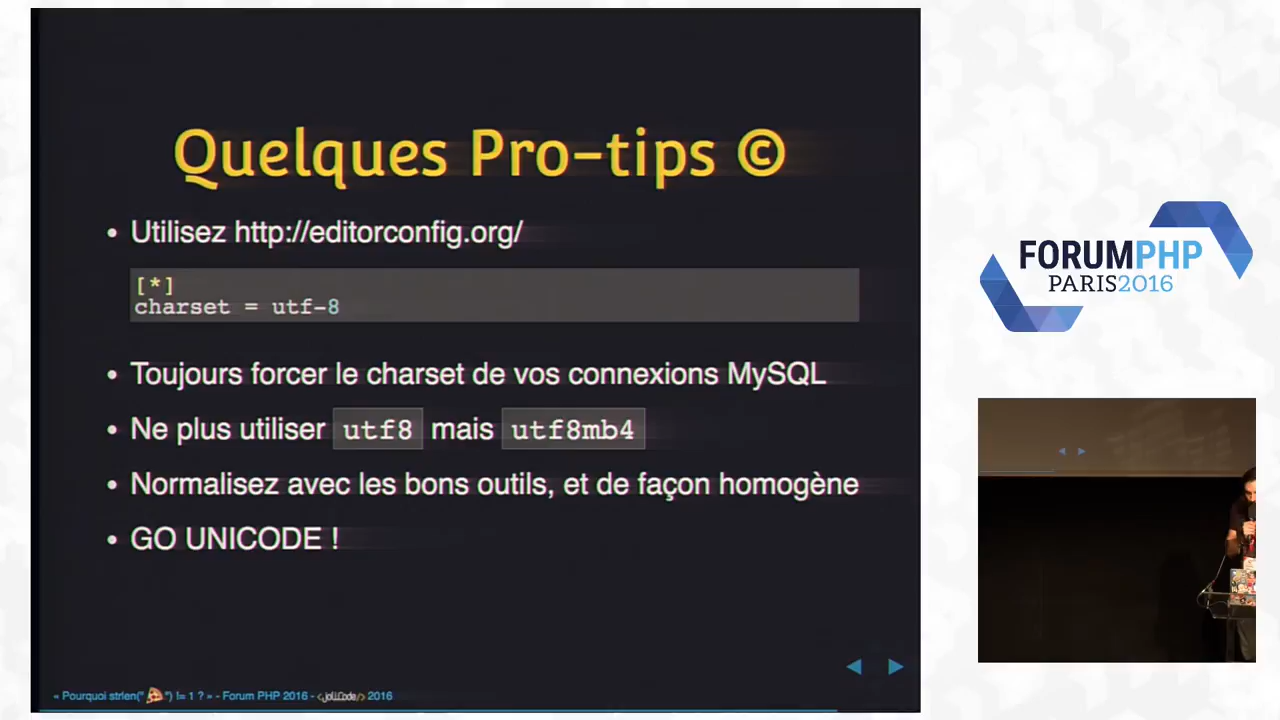 Quelques Pro-tips ©
• Utilisez http://editorconfig.org/
[*]
charset = utf-8
• Toujours forcer le charset de vos connexions MySQL
• Ne plus utiliser utf8 mais utf8mb4
• Normalisez avec les bons outils, et de façon homogène
• GO UNICODE !
« Pourquoi strlen("🍕") != 1 ? » - Forum PHP 2016 - </JoliCode/> 2016
FORUMPHP
PARIS2016